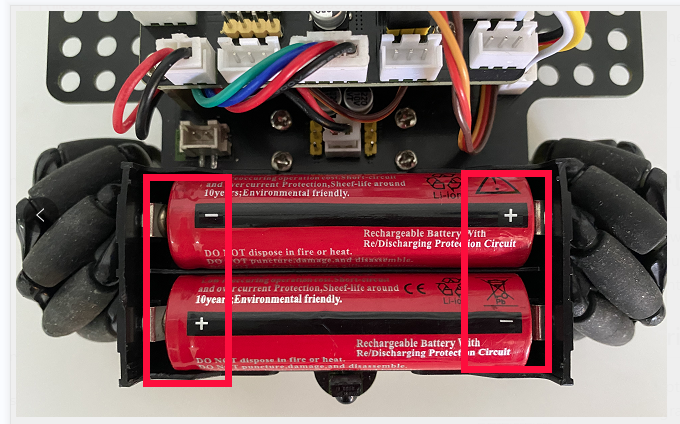 and over current Protection,Sheef-life around
10years;Environmental friendly.
Li-ion
− +
Rechargeable Battery With
Re/Discharging Protection Circuit
DO NOT dispose in fire or heat.
DO NOT puncture,damage,and disassemble.
and over current Protection,Sheef-life around
10years;Environmental friendly.
CE
Li-ion
Pb
+ −
Rechargeable Battery With
Re/Discharging Protection Circuit
DO NOT dispose in fire or heat.
DO NOT puncture,damage,and disassemble.